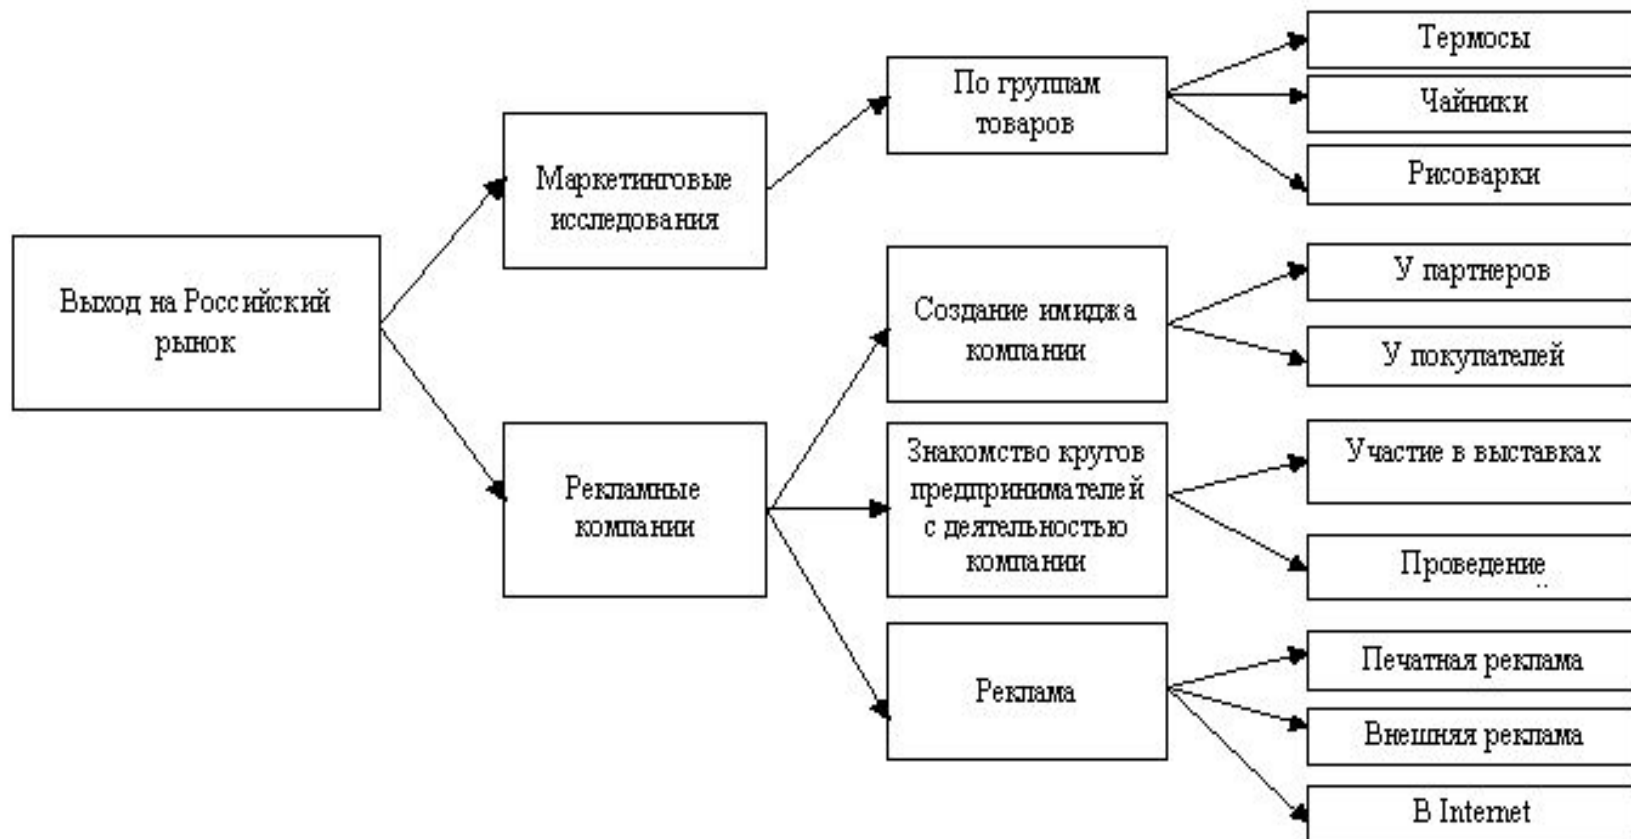 Выход на Российский
рынок
Маркетинговые
исследования
Рекламные
компании
По группам
товаров
Создание имиджа
компании
Знакомство кругов
предпринимателей
с деятельностью
компании
Реклама
Термосы
Чайники
Рисоварки
У партнеров
У покупателей
Участие в выставках
Проведение
Печатная реклама
Внешняя реклама
В Internet